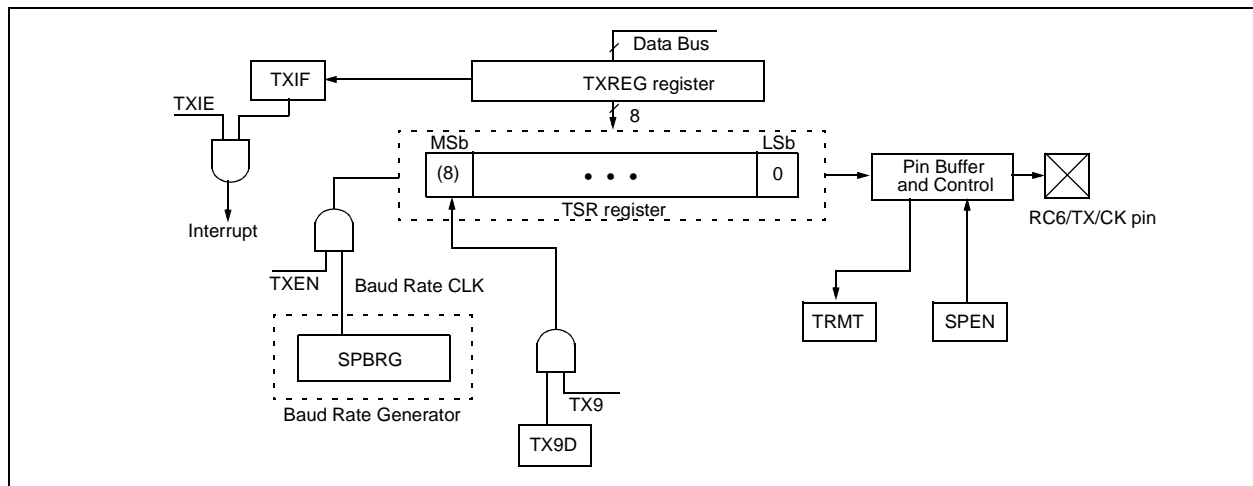 Data Bus
TXIF
TXREG register
TXIE
8
MSb
LSb
(8)
• • •
0
Pin Buffer
and Control
TSR register
Interrupt
RC6/TX/CK pin
TXEN
Baud Rate CLK
TRMT
SPEN
SPBRG
TX9
Baud Rate Generator
TX9D